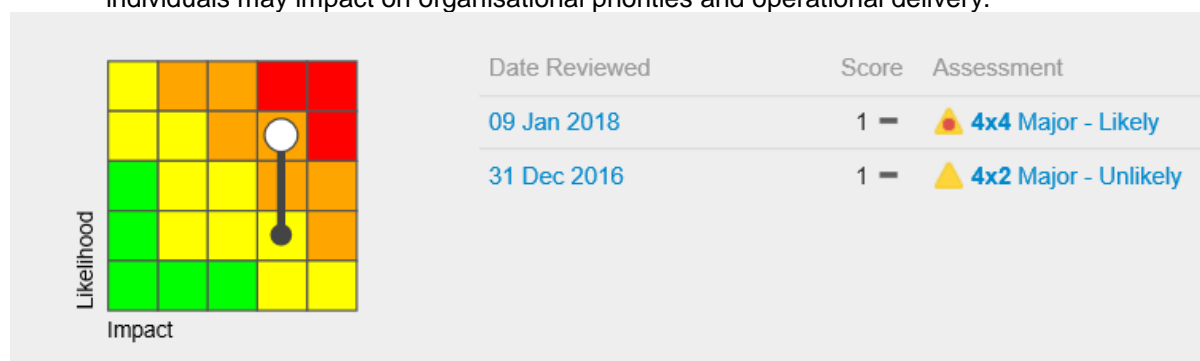 individuals may impact on organisational priorities and operational delivery.
Date Reviewed Score Assessment
09 Jan 2018 1 4x4 Major - Likely
31 Dec 2016 1 4x2 Major - Unlikely
Likelihood
Impact